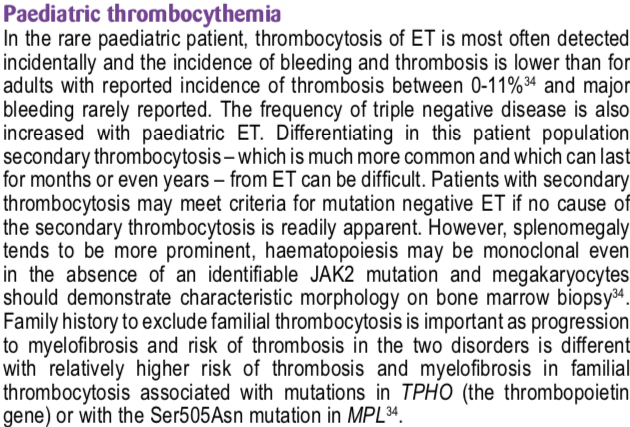 Paediatric thrombocythemia
In the rare paediatric patient, thrombocytosis of ET is most often detected
incidentally and the incidence of bleeding and thrombosis is lower than for
adults with reported incidence of thrombosis between 0-11%34 and major
bleeding rarely reported. The frequency of triple negative disease is also
increased with paediatric ET. Differentiating in this patient population
secondary thrombocytosis – which is much more common and which can last
for months or even years – from ET can be difficult. Patients with secondary
thrombocytosis may meet criteria for mutation negative ET if no cause of
the secondary thrombocytosis is readily apparent. However, splenomegaly
tends to be more prominent, haematopoiesis may be monoclonal even
in the absence of an identifiable JAK2 mutation and megakaryocytes
should demonstrate characteristic morphology on bone marrow biopsy34.
Family history to exclude familial thrombocytosis is important as progression
to myelofibrosis and risk of thrombosis in the two disorders is different
with relatively higher risk of thrombosis and myelofibrosis in familial
thrombocytosis associated with mutations in TPHO (the thrombopoietin
gene) or with the Ser505Asn mutation in MPL34.